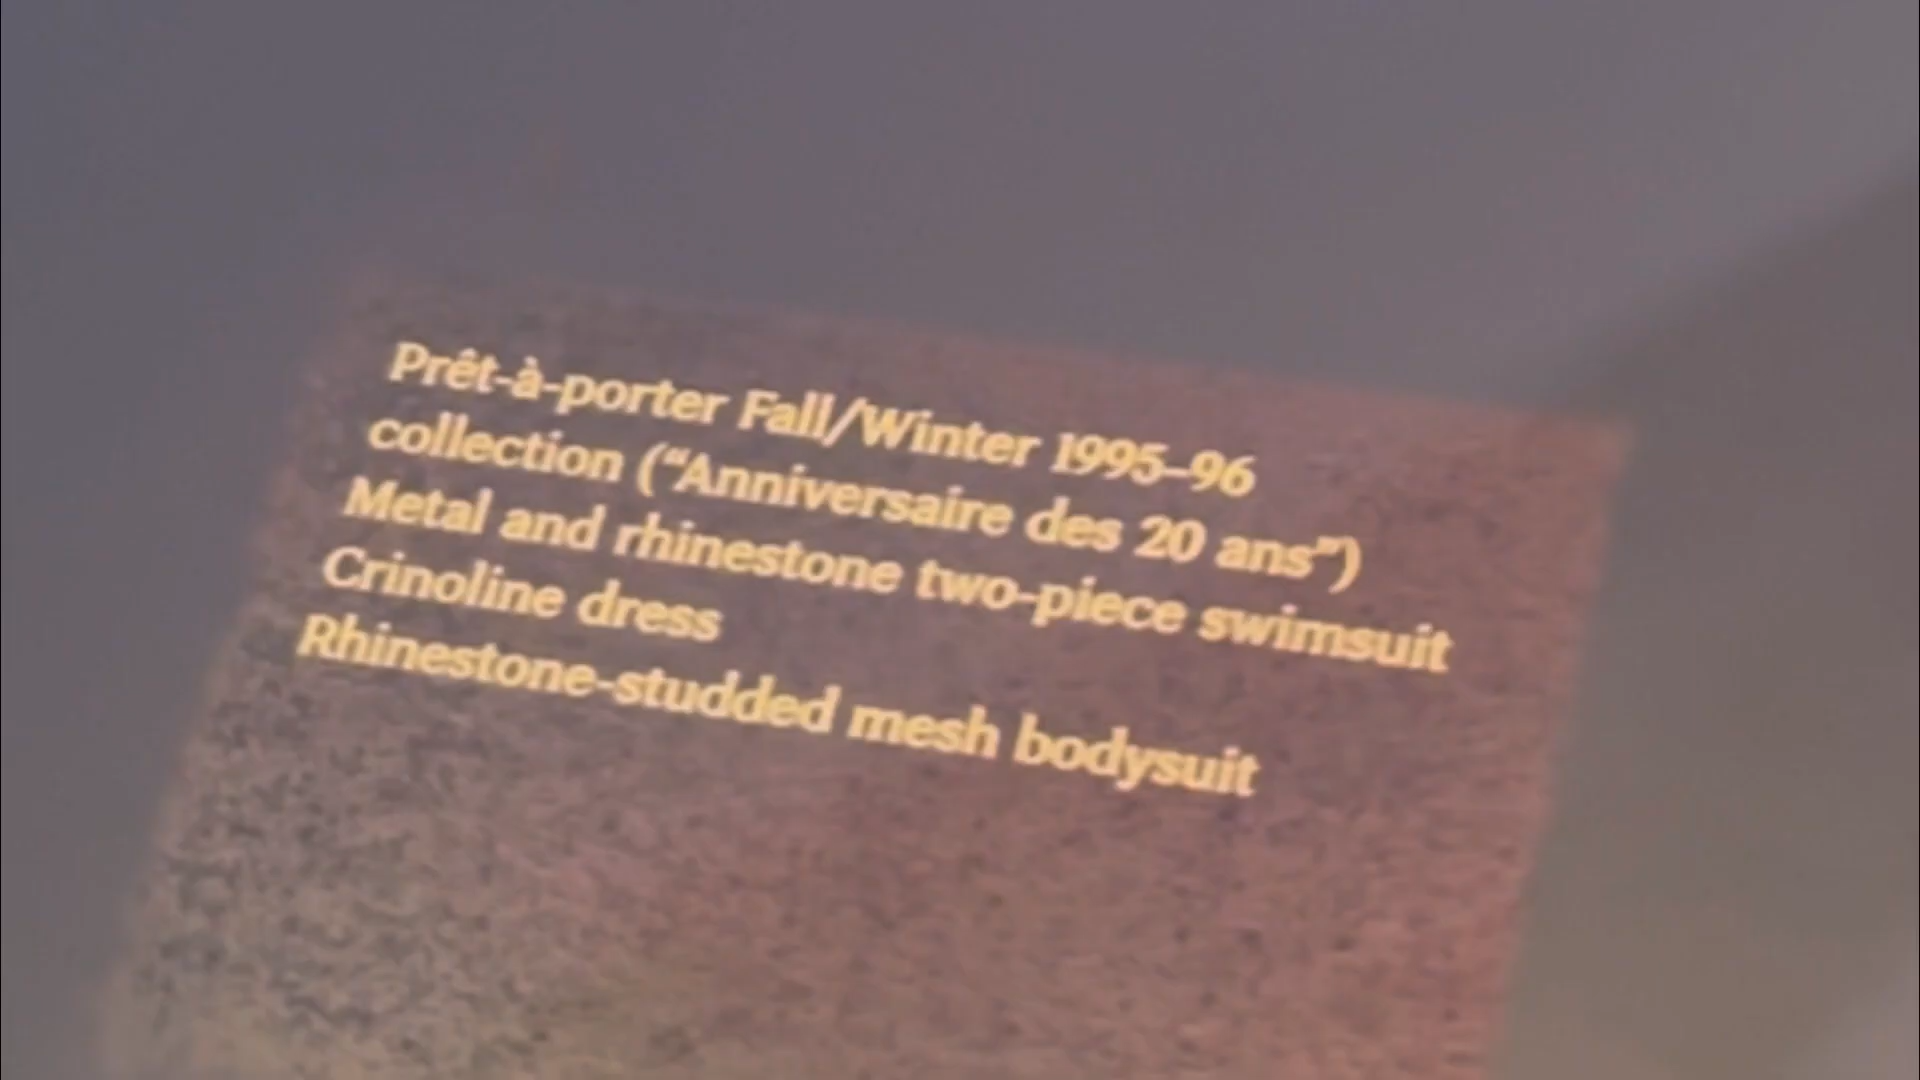 Prêt-à-porter Fall/Winter 1995–96
collection (“Anniversaire des 20 ans”)
Metal and rhinestone two-piece swimsuit
Crinoline dress
Rhinestone-studded mesh bodysuit